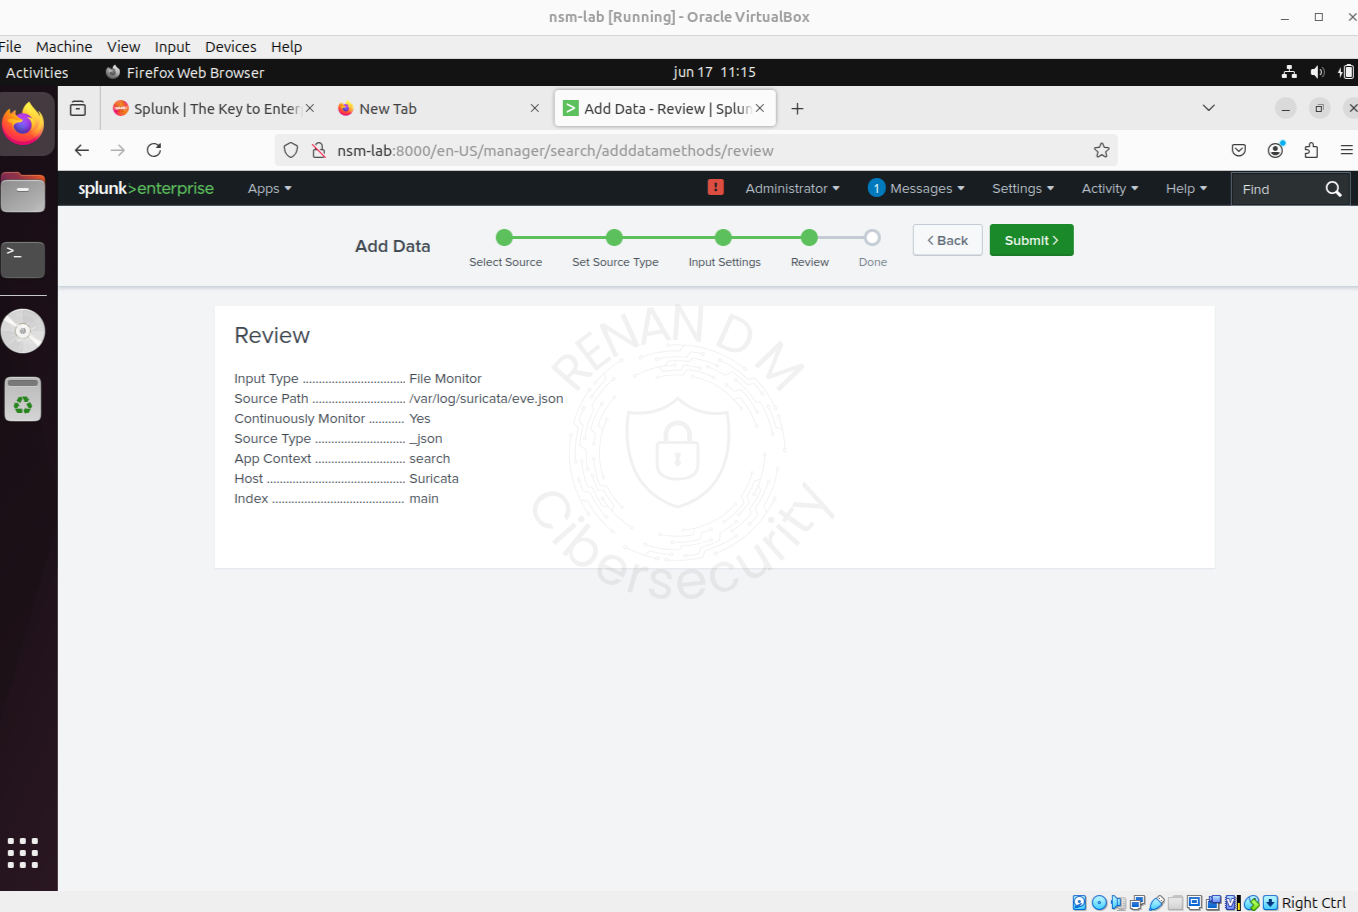 nsm-lab [Running] - Oracle VirtualBox
File Machine View Input Devices Help
Activities Firefox Web Browser jun 17 11:15
Splunk | The Key to Enter New Tab Add Data - Review | Splun
nsm-lab:8000/en-US/manager/search/adddatamethods/review
splunk>enterprise Apps Administrator 1 Messages Settings Activity Help Find
Add Data
Select Source Set Source Type Input Settings Review Done
< Back Submit >
Review
Input Type ................................ File Monitor
Source Path ............................. /var/log/suricata/eve.json
Continuously Monitor ........... Yes
Source Type ............................ _json
App Context ............................ search
Host ........................................... Suricata
Index ......................................... main
RENAN D M
Cibersecurity
Right Ctrl